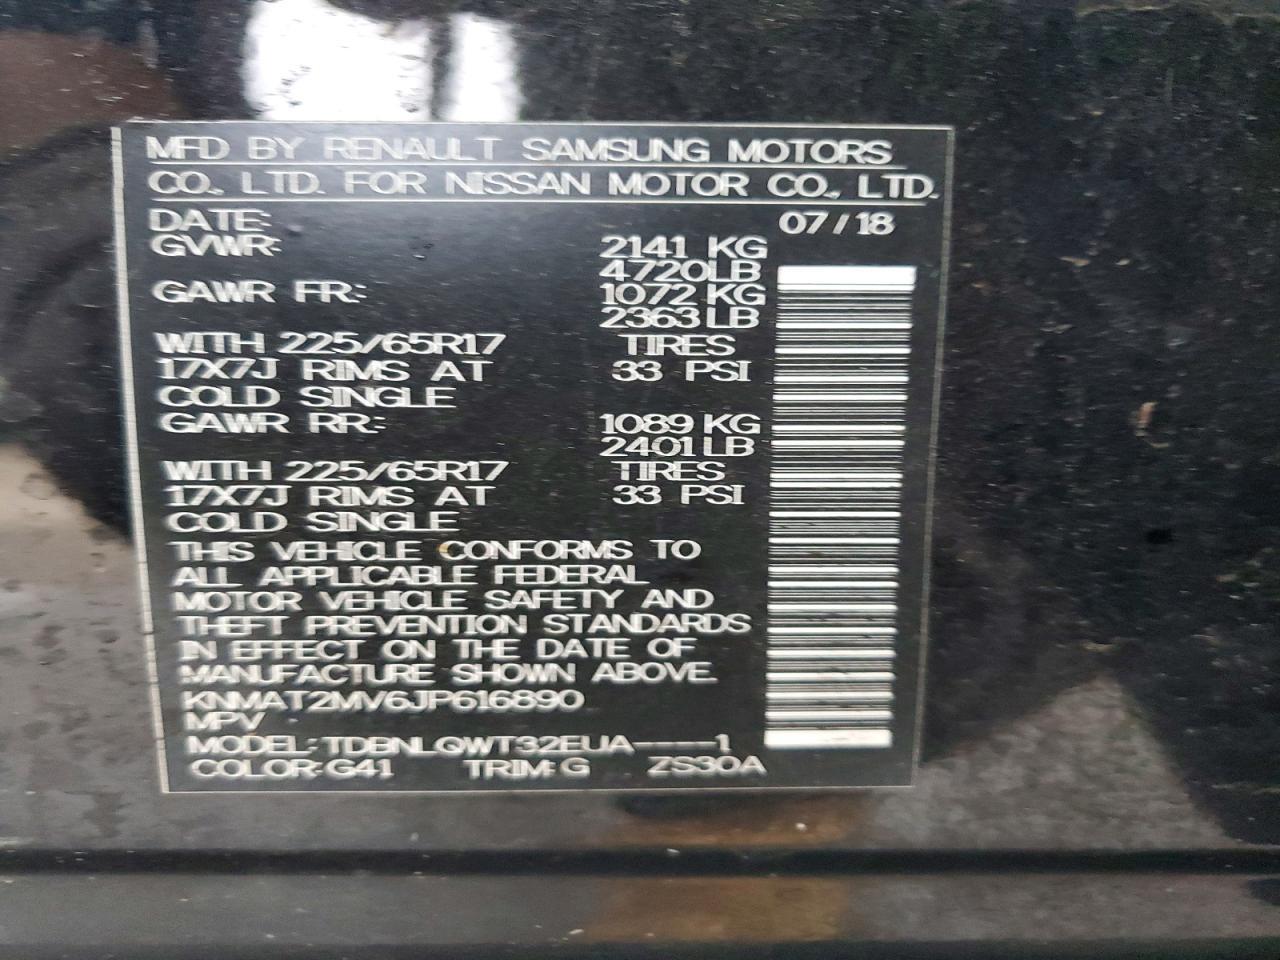 MFD BY RENAULT SAMSUNG MOTORS
CO., LTD. FOR NISSAN MOTOR CO., LTD.
DATE: 07/18
GVWR: 2141 KG
4720LB
GAWR FR.: 1072 KG
2363LB
WITH 225/65R17 TIRES
17X7J RIMS AT 33 PSI
COLD SINGLE
GAWR RR.: 1089 KG
2401LB
WITH 225/65R17 TIRES
17X7J RIMS AT 33 PSI
COLD SINGLE
THIS VEHICLE CONFORMS TO
ALL APPLICABLE FEDERAL
MOTOR VEHICLE SAFETY AND
THEFT PREVENTION STANDARDS
IN EFFECT ON THE DATE OF
MANUFACTURE SHOWN ABOVE.
KNMAT2MV6JP616890
MPV
MODEL:TDBNLQWT32EUA----1
COLOR:G41 TRIM:G ZS30A